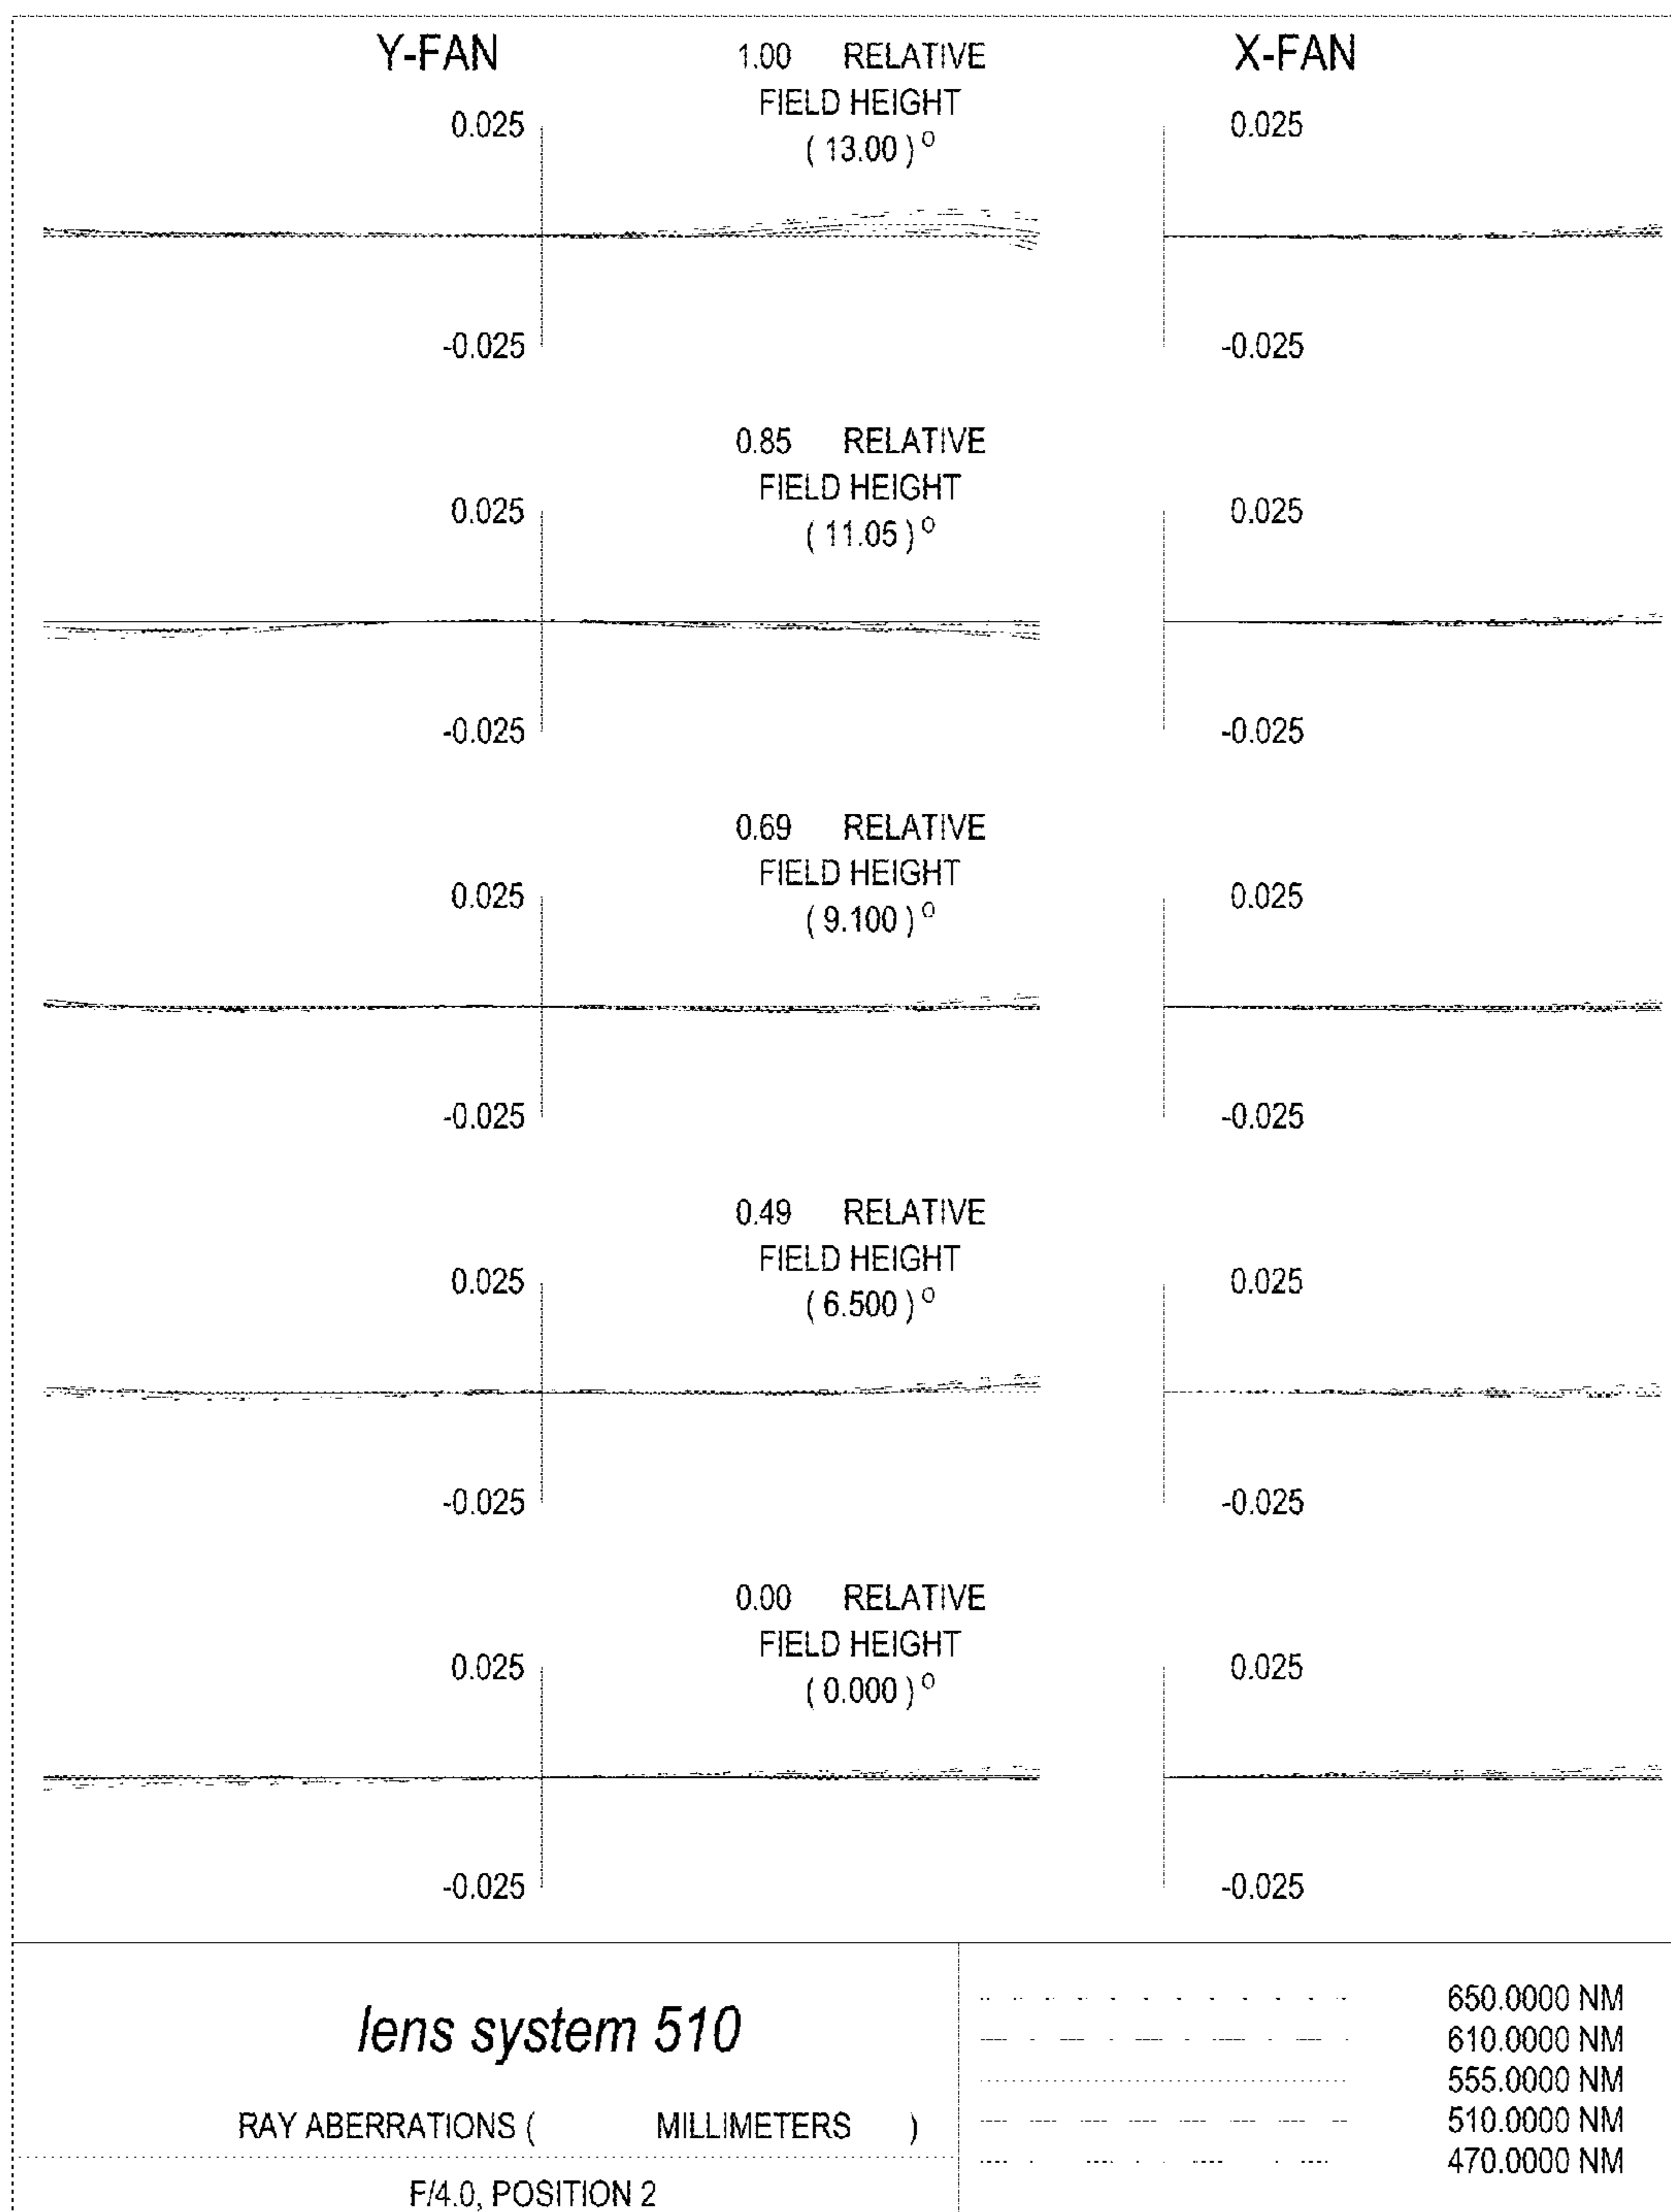 Y-FAN
1.00 RELATIVE
FIELD HEIGHT
( 13.00 ) O
X-FAN
0.025
-0.025
0.025
-0.025
0.85 RELATIVE
FIELD HEIGHT
( 11.05 ) O
0.025
-0.025
0.025
-0.025
0.69 RELATIVE
FIELD HEIGHT
( 9.100 ) O
0.025
-0.025
0.025
-0.025
0.49 RELATIVE
FIELD HEIGHT
( 6.500 ) O
0.025
-0.025
0.025
-0.025
0.00 RELATIVE
FIELD HEIGHT
( 0.000 ) O
0.025
-0.025
0.025
-0.025
lens system 510
RAY ABERRATIONS ( MILLIMETERS )
F/4.0, POSITION 2
650.0000 NM
610.0000 NM
555.0000 NM
510.0000 NM
470.0000 NM